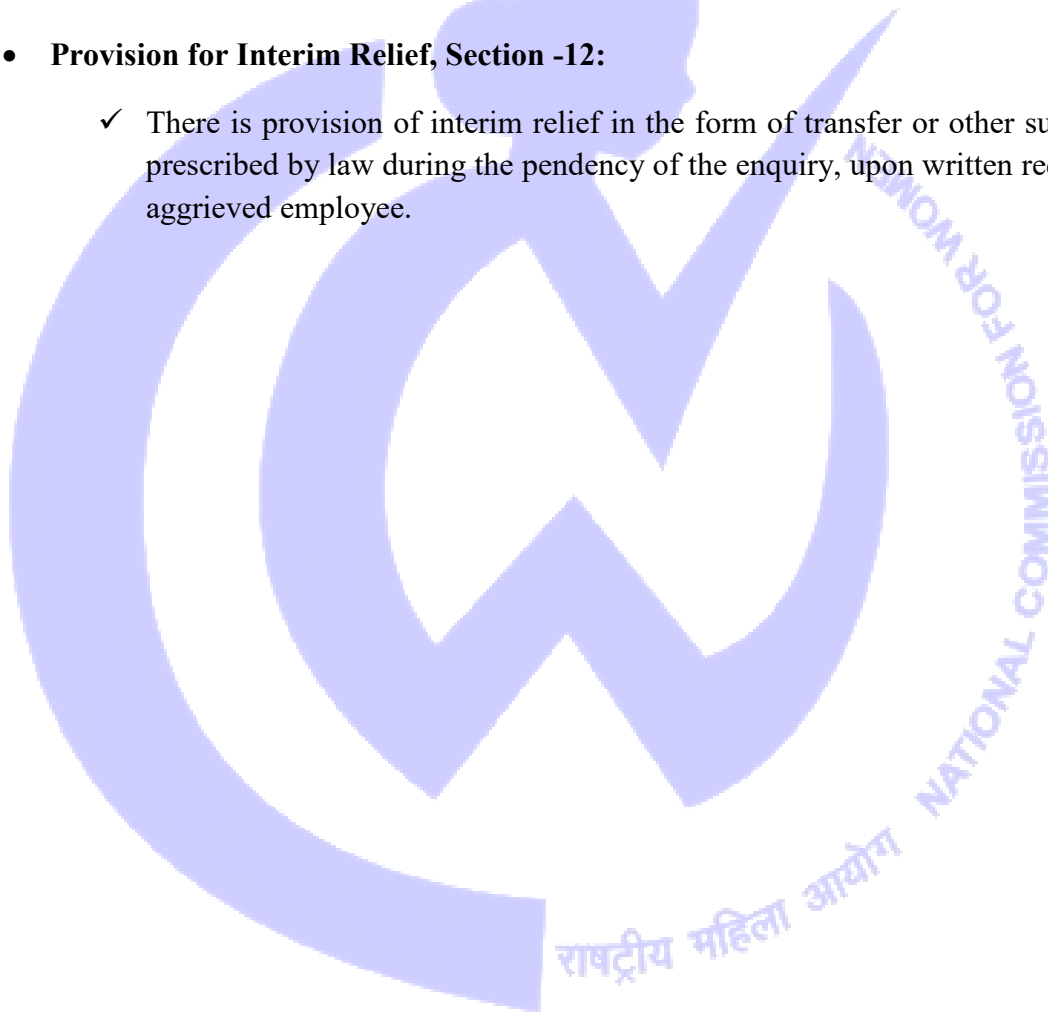 • Provision for Interim Relief, Section -12:
✓ There is provision of interim relief in the form of transfer or other
prescribed by law during the pendency of the enquiry, upon written
aggrieved employee.
NATIONAL COMMISSION FOR WOMEN
राषट्रीय महिला आयोग